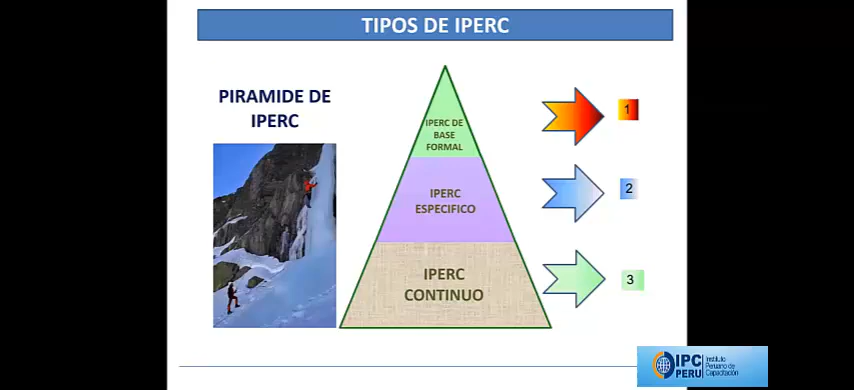 TIPOS DE IPERC
PIRAMIDE DE
IPERC
IPERC DE
BASE
FORMAL
1
IPERC
ESPECIFICO
2
IPERC
CONTINUO
3
IPC
PERU
Instituto
Peruano de
Capacitación